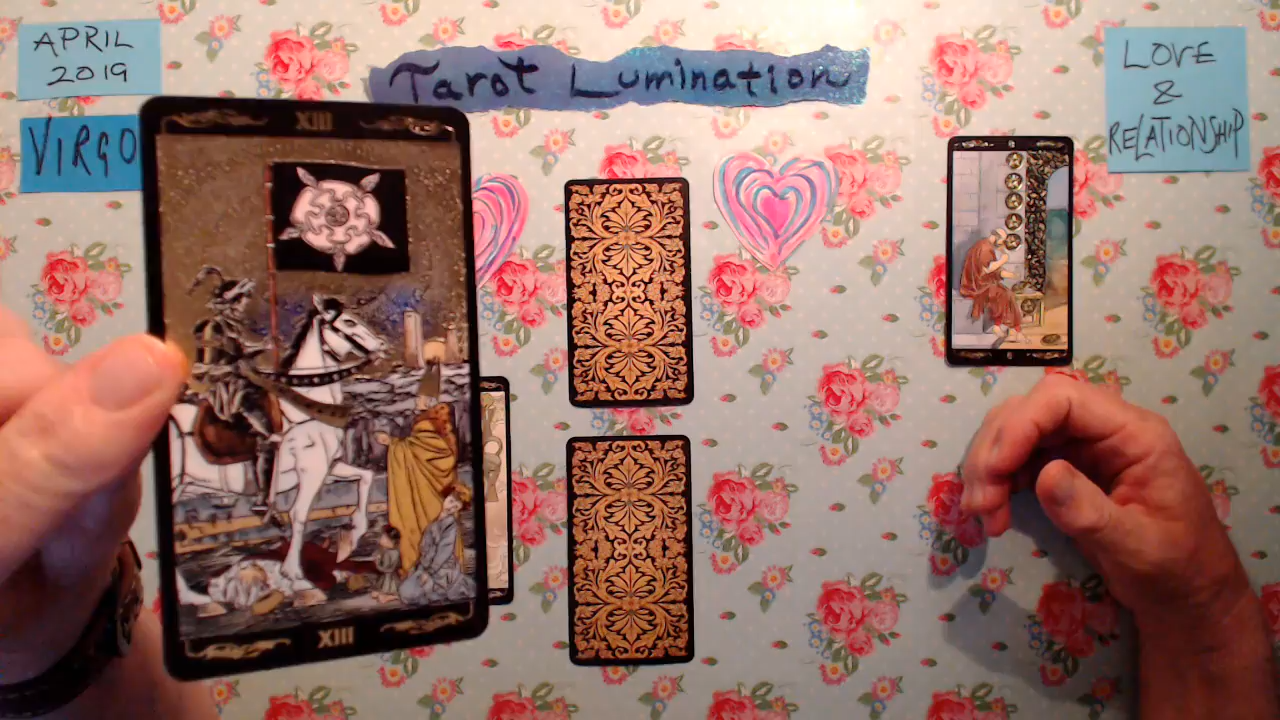 APRIL
2019
VIRGO
Tarot Lumination
LOVE
&
RELATIONSHIP
XIII
XIII